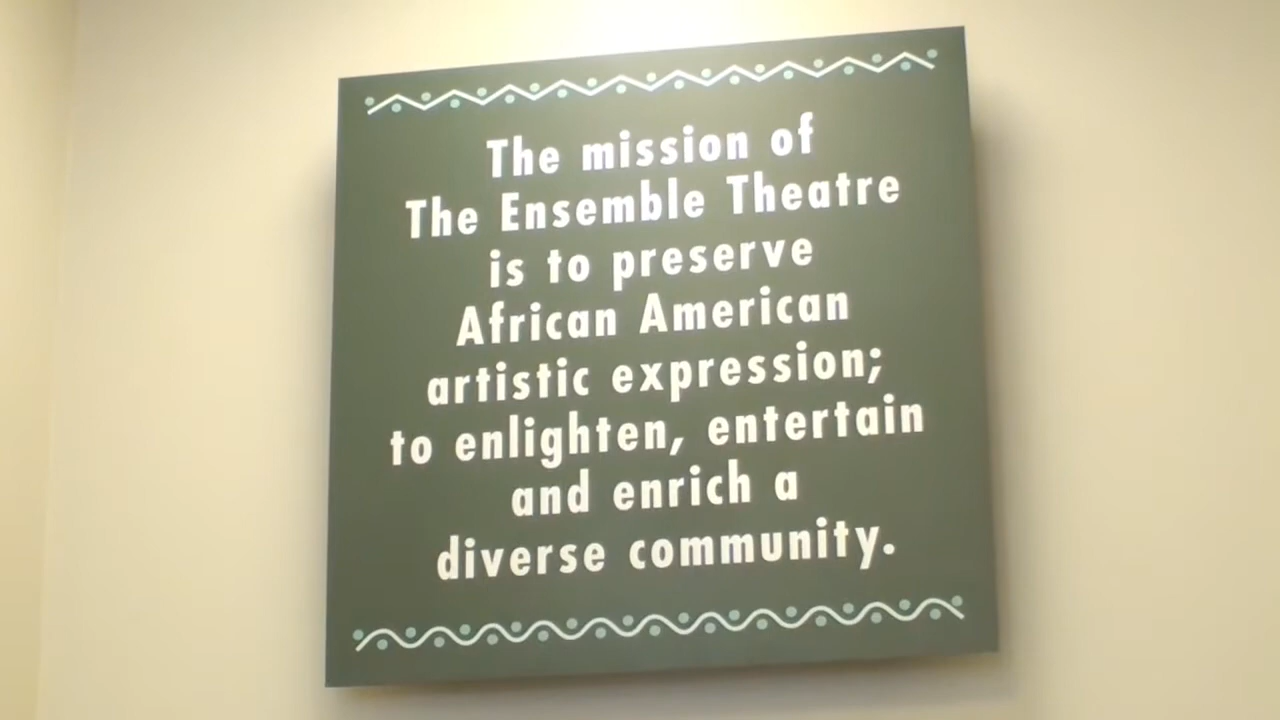 The mission of
The Ensemble Theatre
is to preserve
African American
artistic expression;
to enlighten, entertain
and enrich a
diverse community.